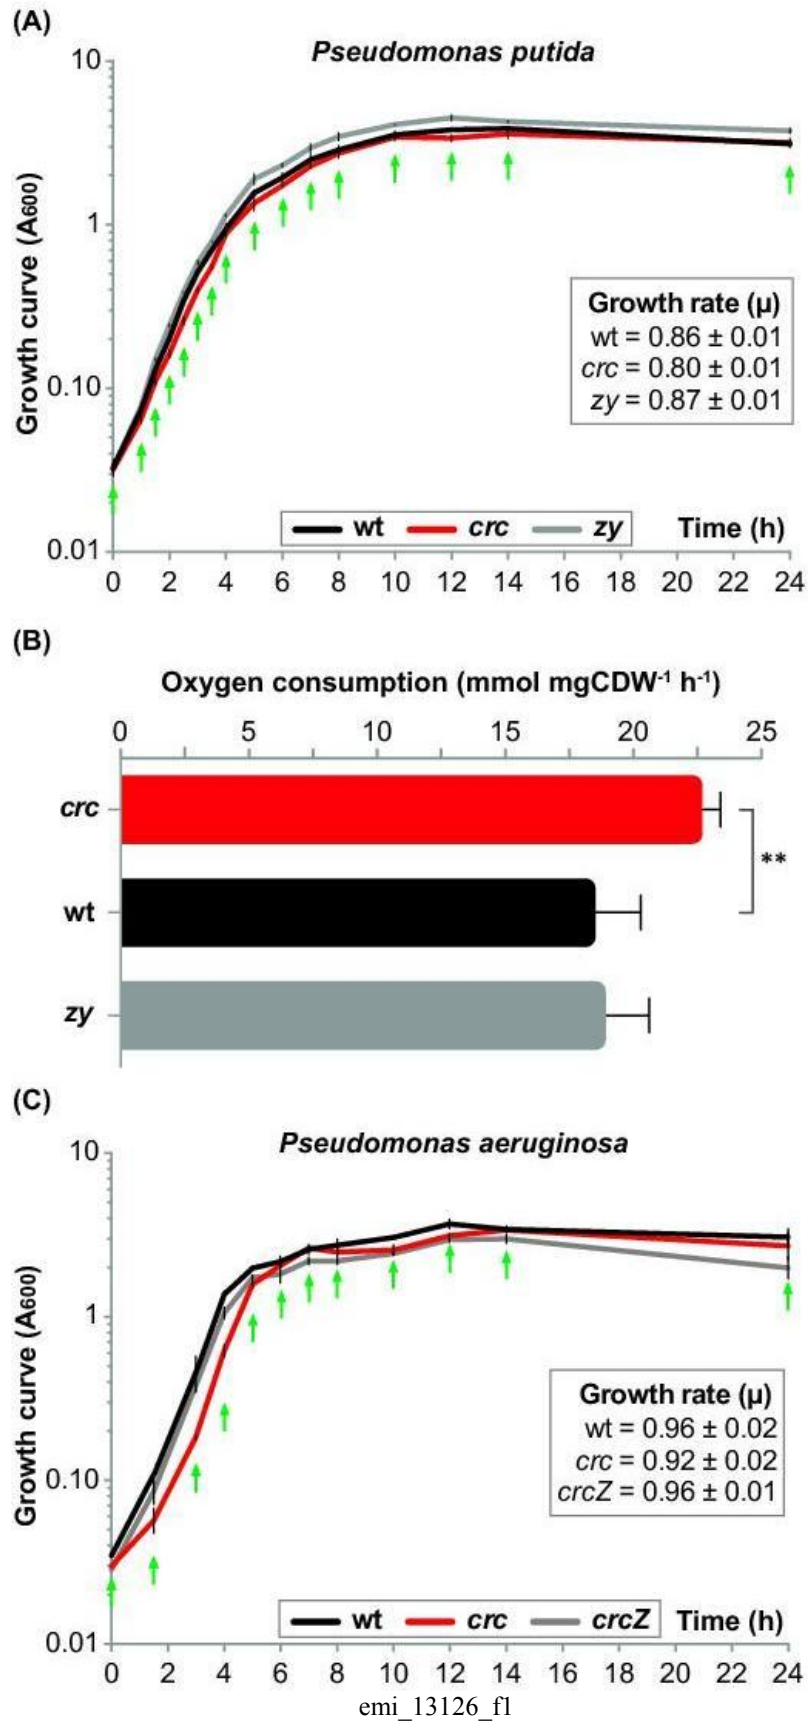 (A)
Pseudomonas putida
10
1
0.10
0.01
Growth curve (A600)
Growth rate (µ)
wt = 0.86 ± 0.01
crc = 0.80 ± 0.01
zy = 0.87 ± 0.01
wt crc zy Time (h)
0 2 4 6 8 10 12 14 16 18 20 22 24
(B)
Oxygen consumption (mmol mgCDW⁻¹ h⁻¹)
0 5 10 15 20 25
crc
**
wt
zy
(C)
Pseudomonas aeruginosa
10
1
0.10
0.01
Growth curve (A600)
Growth rate (µ)
wt = 0.96 ± 0.02
crc = 0.92 ± 0.02
crcZ = 0.96 ± 0.01
wt crc crcZ Time (h)
0 2 4 6 8 10 12 14 16 18 20 22 24
emi_13126_f1